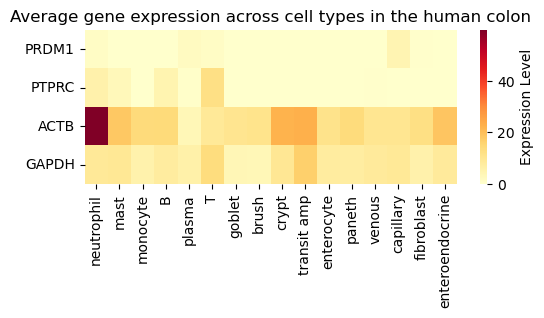 Average gene expression across cell types in the human colon
PRDM1
PTPRC
ACTB
GAPDH
neutrophil
mast
monocyte
B
plasma
T
goblet
brush
crypt
transit amp
enterocyte
paneth
venous
capillary
fibroblast
enteroendocrine
40
20
0
Expression Level